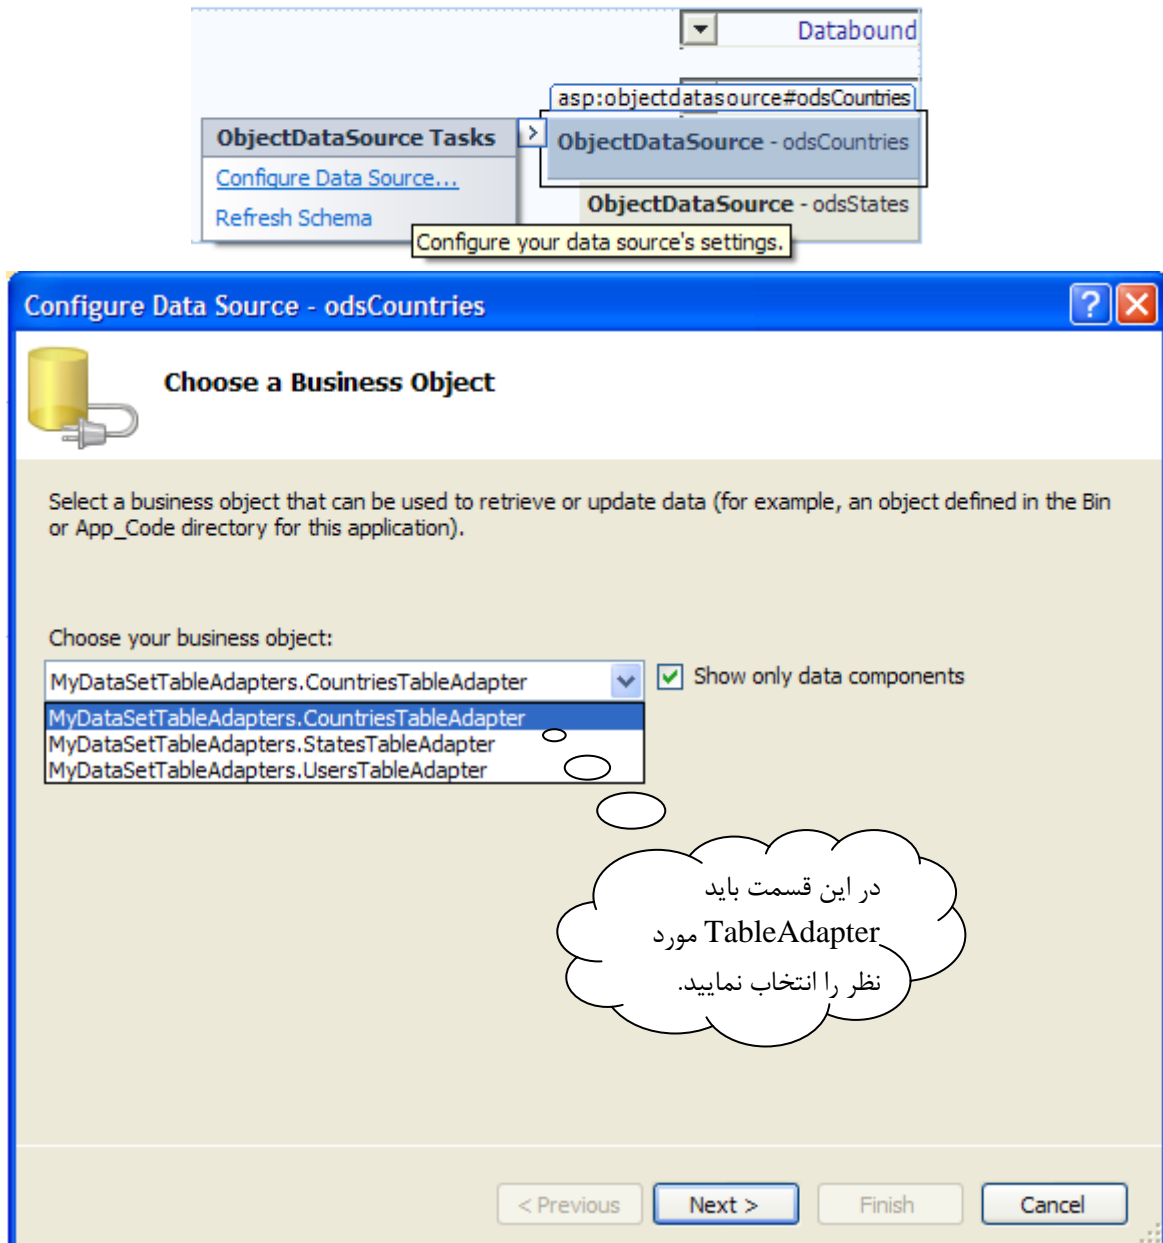 Databound
asp:objectdatasource#odsCountries
ObjectDataSource Tasks
ObjectDataSource - odsCountries
Configure Data Source...
Refresh Schema
ObjectDataSource - odsStates
Configure your data source's settings.
Configure Data Source - odsCountries
Choose a Business Object
Select a business object that can be used to retrieve or update data (for example, an object defined in the Bin
or App_Code directory for this application).
Choose your business object:
MyDataSetTableAdapters.CountriesTableAdapter
Show only data components
MyDataSetTableAdapters.CountriesTableAdapter
MyDataSetTableAdapters.StatesTableAdapter
MyDataSetTableAdapters.UsersTableAdapter
در این قسمت باید
TableAdapter مورد
نظر را انتخاب نمایید.
< Previous
Next >
Finish
Cancel